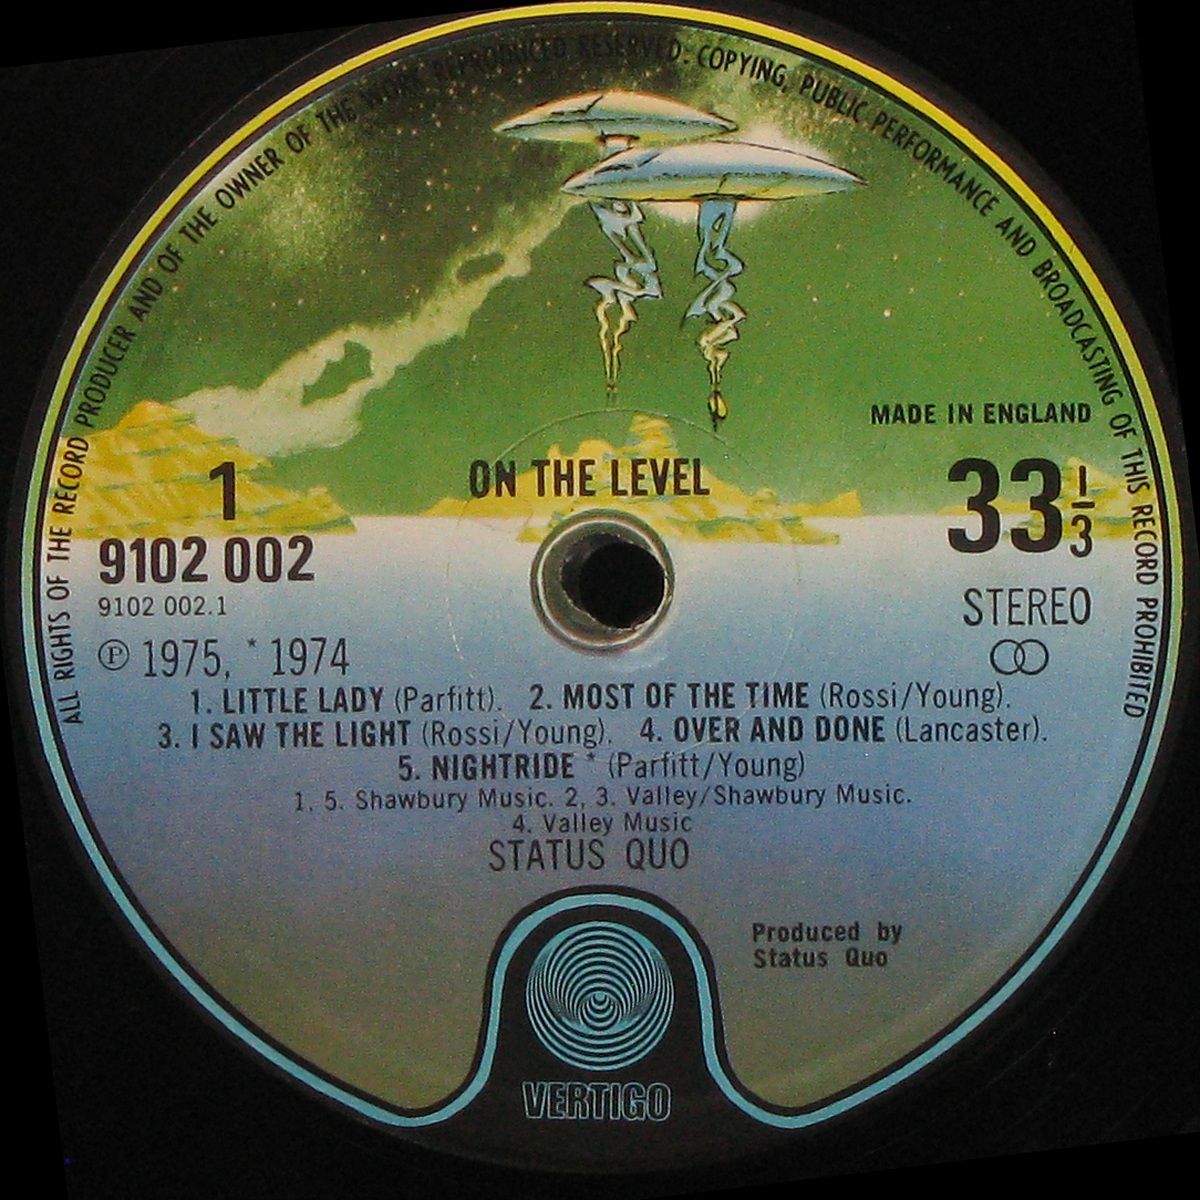 ALL RIGHTS OF THE RECORD PRODUCER AND OF THE OWNER OF THE WORK REPRODUCED RESERVED. COPYING, PUBLIC PERFORMANCE AND BROADCASTING OF THIS RECORD PROHIBITED
MADE IN ENGLAND
1
ON THE LEVEL
33 1/3
9102 002
9102 002.1
STEREO
Ⓟ 1975, * 1974
1. LITTLE LADY (Parfitt). 2. MOST OF THE TIME (Rossi/Young).
3. I SAW THE LIGHT (Rossi/Young). 4. OVER AND DONE (Lancaster).
5. NIGHTRIDE * (Parfitt/Young)
1, 5. Shawbury Music. 2, 3. Valley/Shawbury Music.
4. Valley Music
STATUS QUO
Produced by
Status Quo
VERTIGO